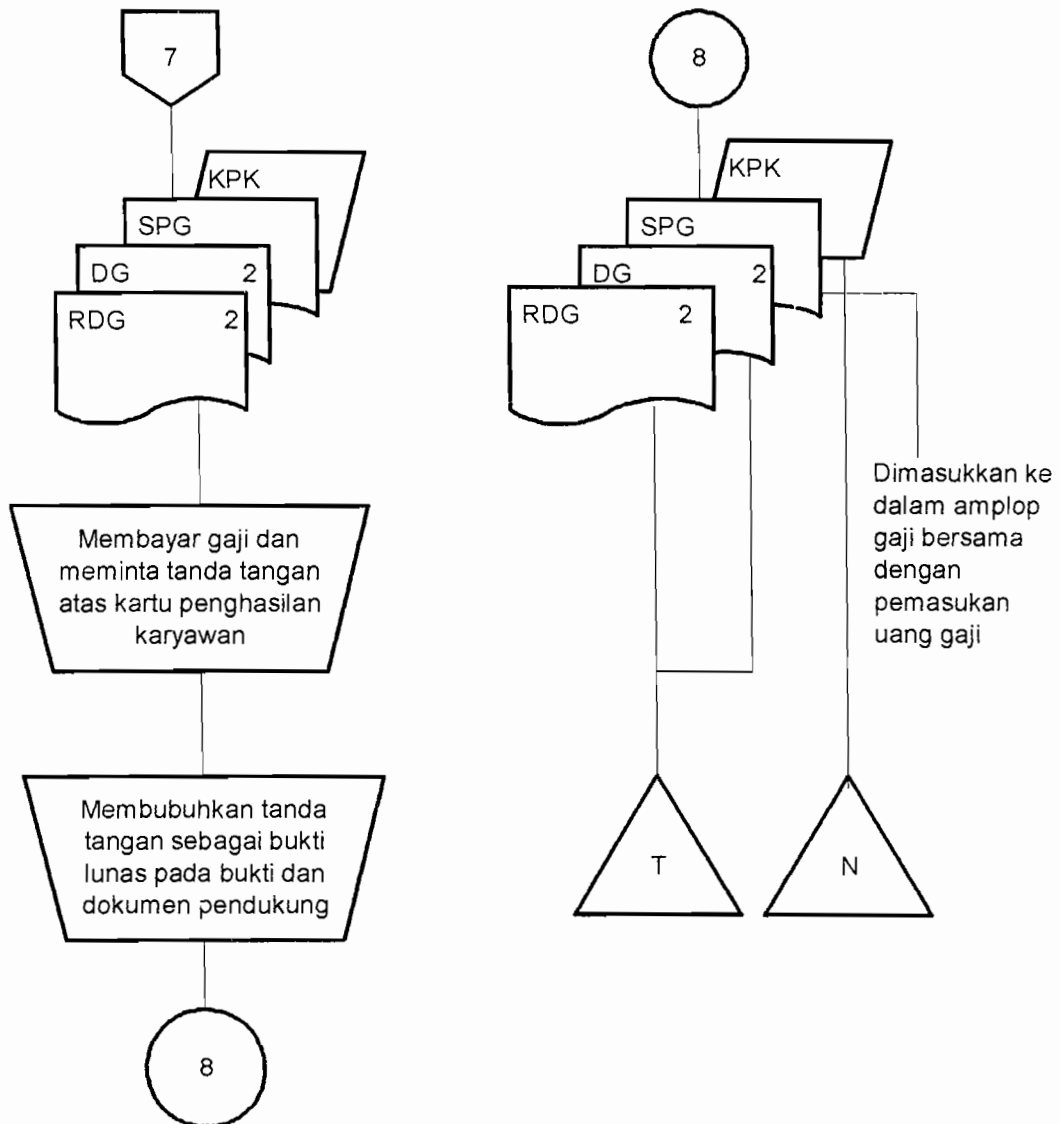 7
KPK
SPG
DG 2
RDG 2
Membayar gaji dan
meminta tanda tangan
atas kartu penghasilan
karyawan
Membubuhkan tanda
tangan sebagai bukti
lunas pada bukti dan
dokumen pendukung
8
8
KPK
SPG
DG 2
RDG 2
Dimasukkan ke
dalam amplop
gaji bersama
dengan
pemasukan
uang gaji
T
N